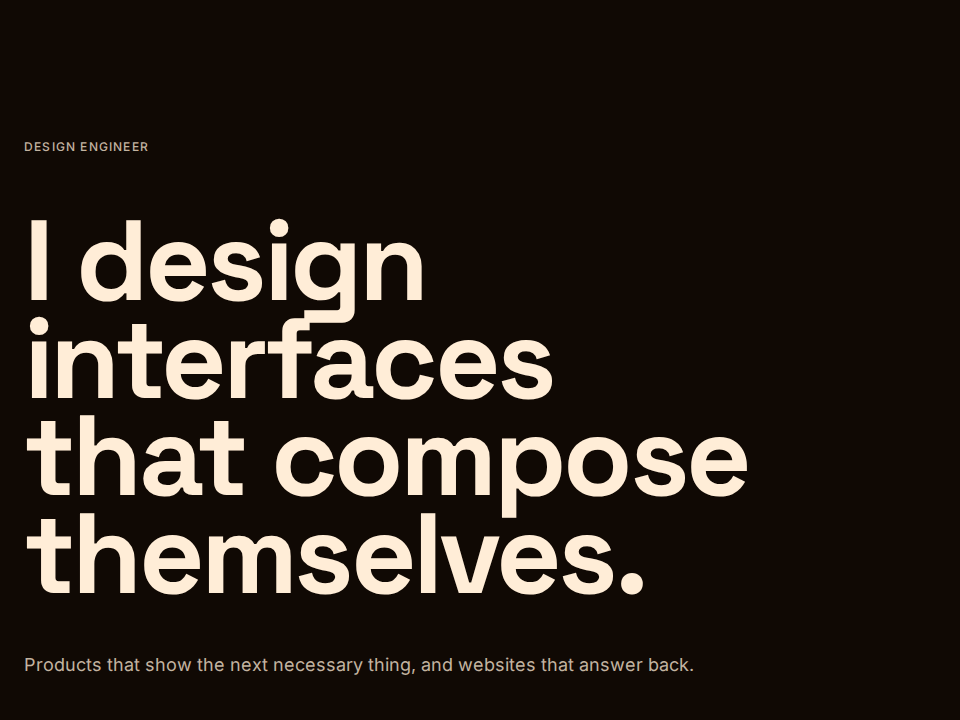 DESIGN ENGINEER
I design
interfaces
that compose
themselves.
Products that show the next necessary thing, and websites that answer back.